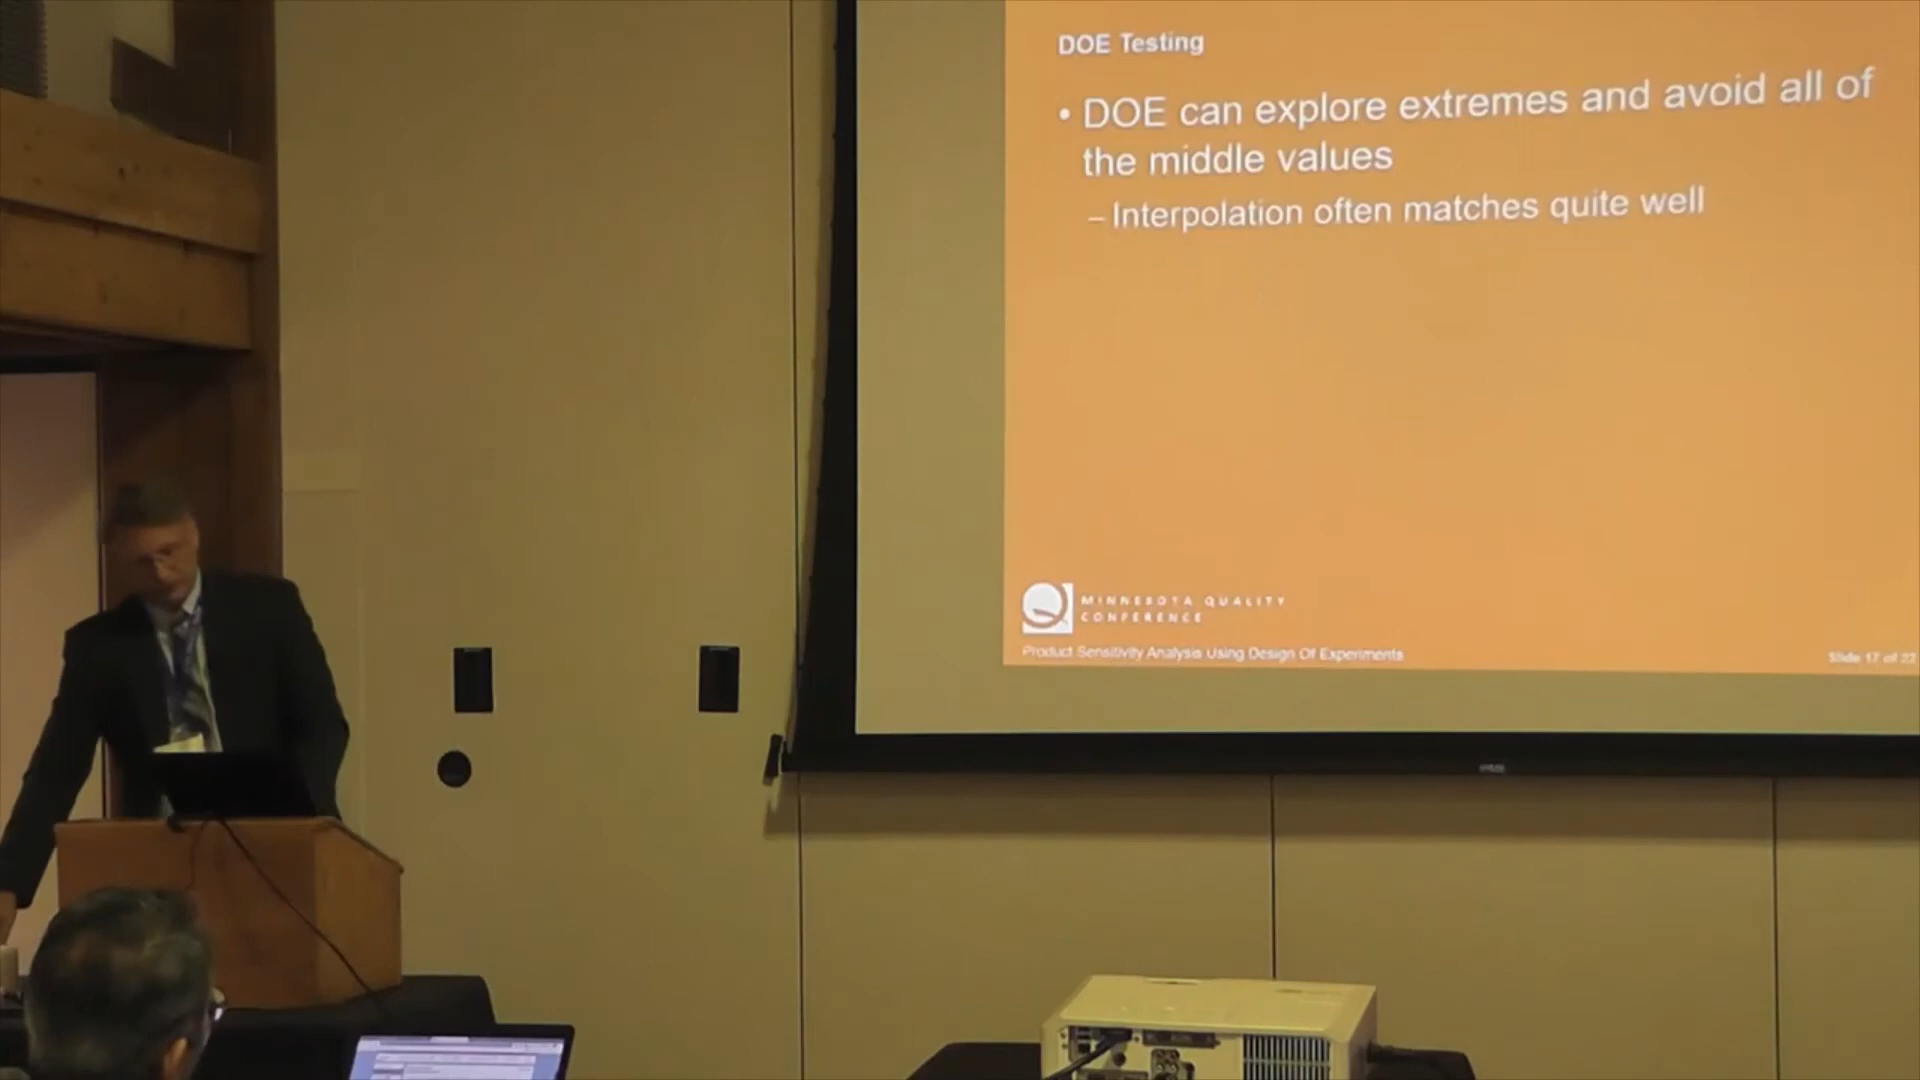 DOE Testing
• DOE can explore extremes and avoid all of
the middle values
– Interpolation often matches quite well
MINNESOTA QUALITY
CONFERENCE
Product Sensitivity Analysis Using Design Of Experiments
Slide 17 of 22